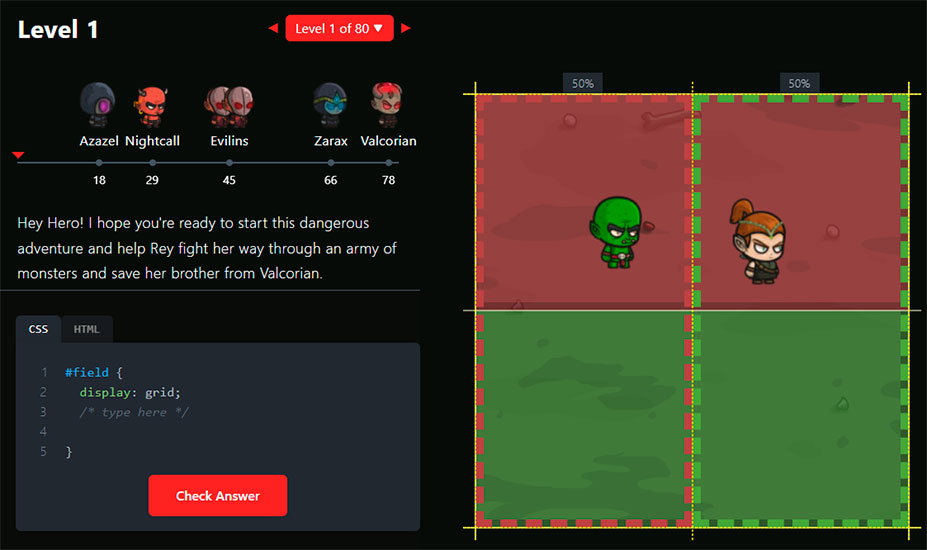 Level 1
Level 1 of 80
50%
50%
Azazel Nightcall Evilins Zarax Valcorian
18 29 45 66 78
Hey Hero! I hope you're ready to start this dangerous
adventure and help Rey fight her way through an army of
monsters and save her brother from Valcorian.
CSS HTML
1 #field {
2 display: grid;
3 /* type here */
4
5 }
Check Answer